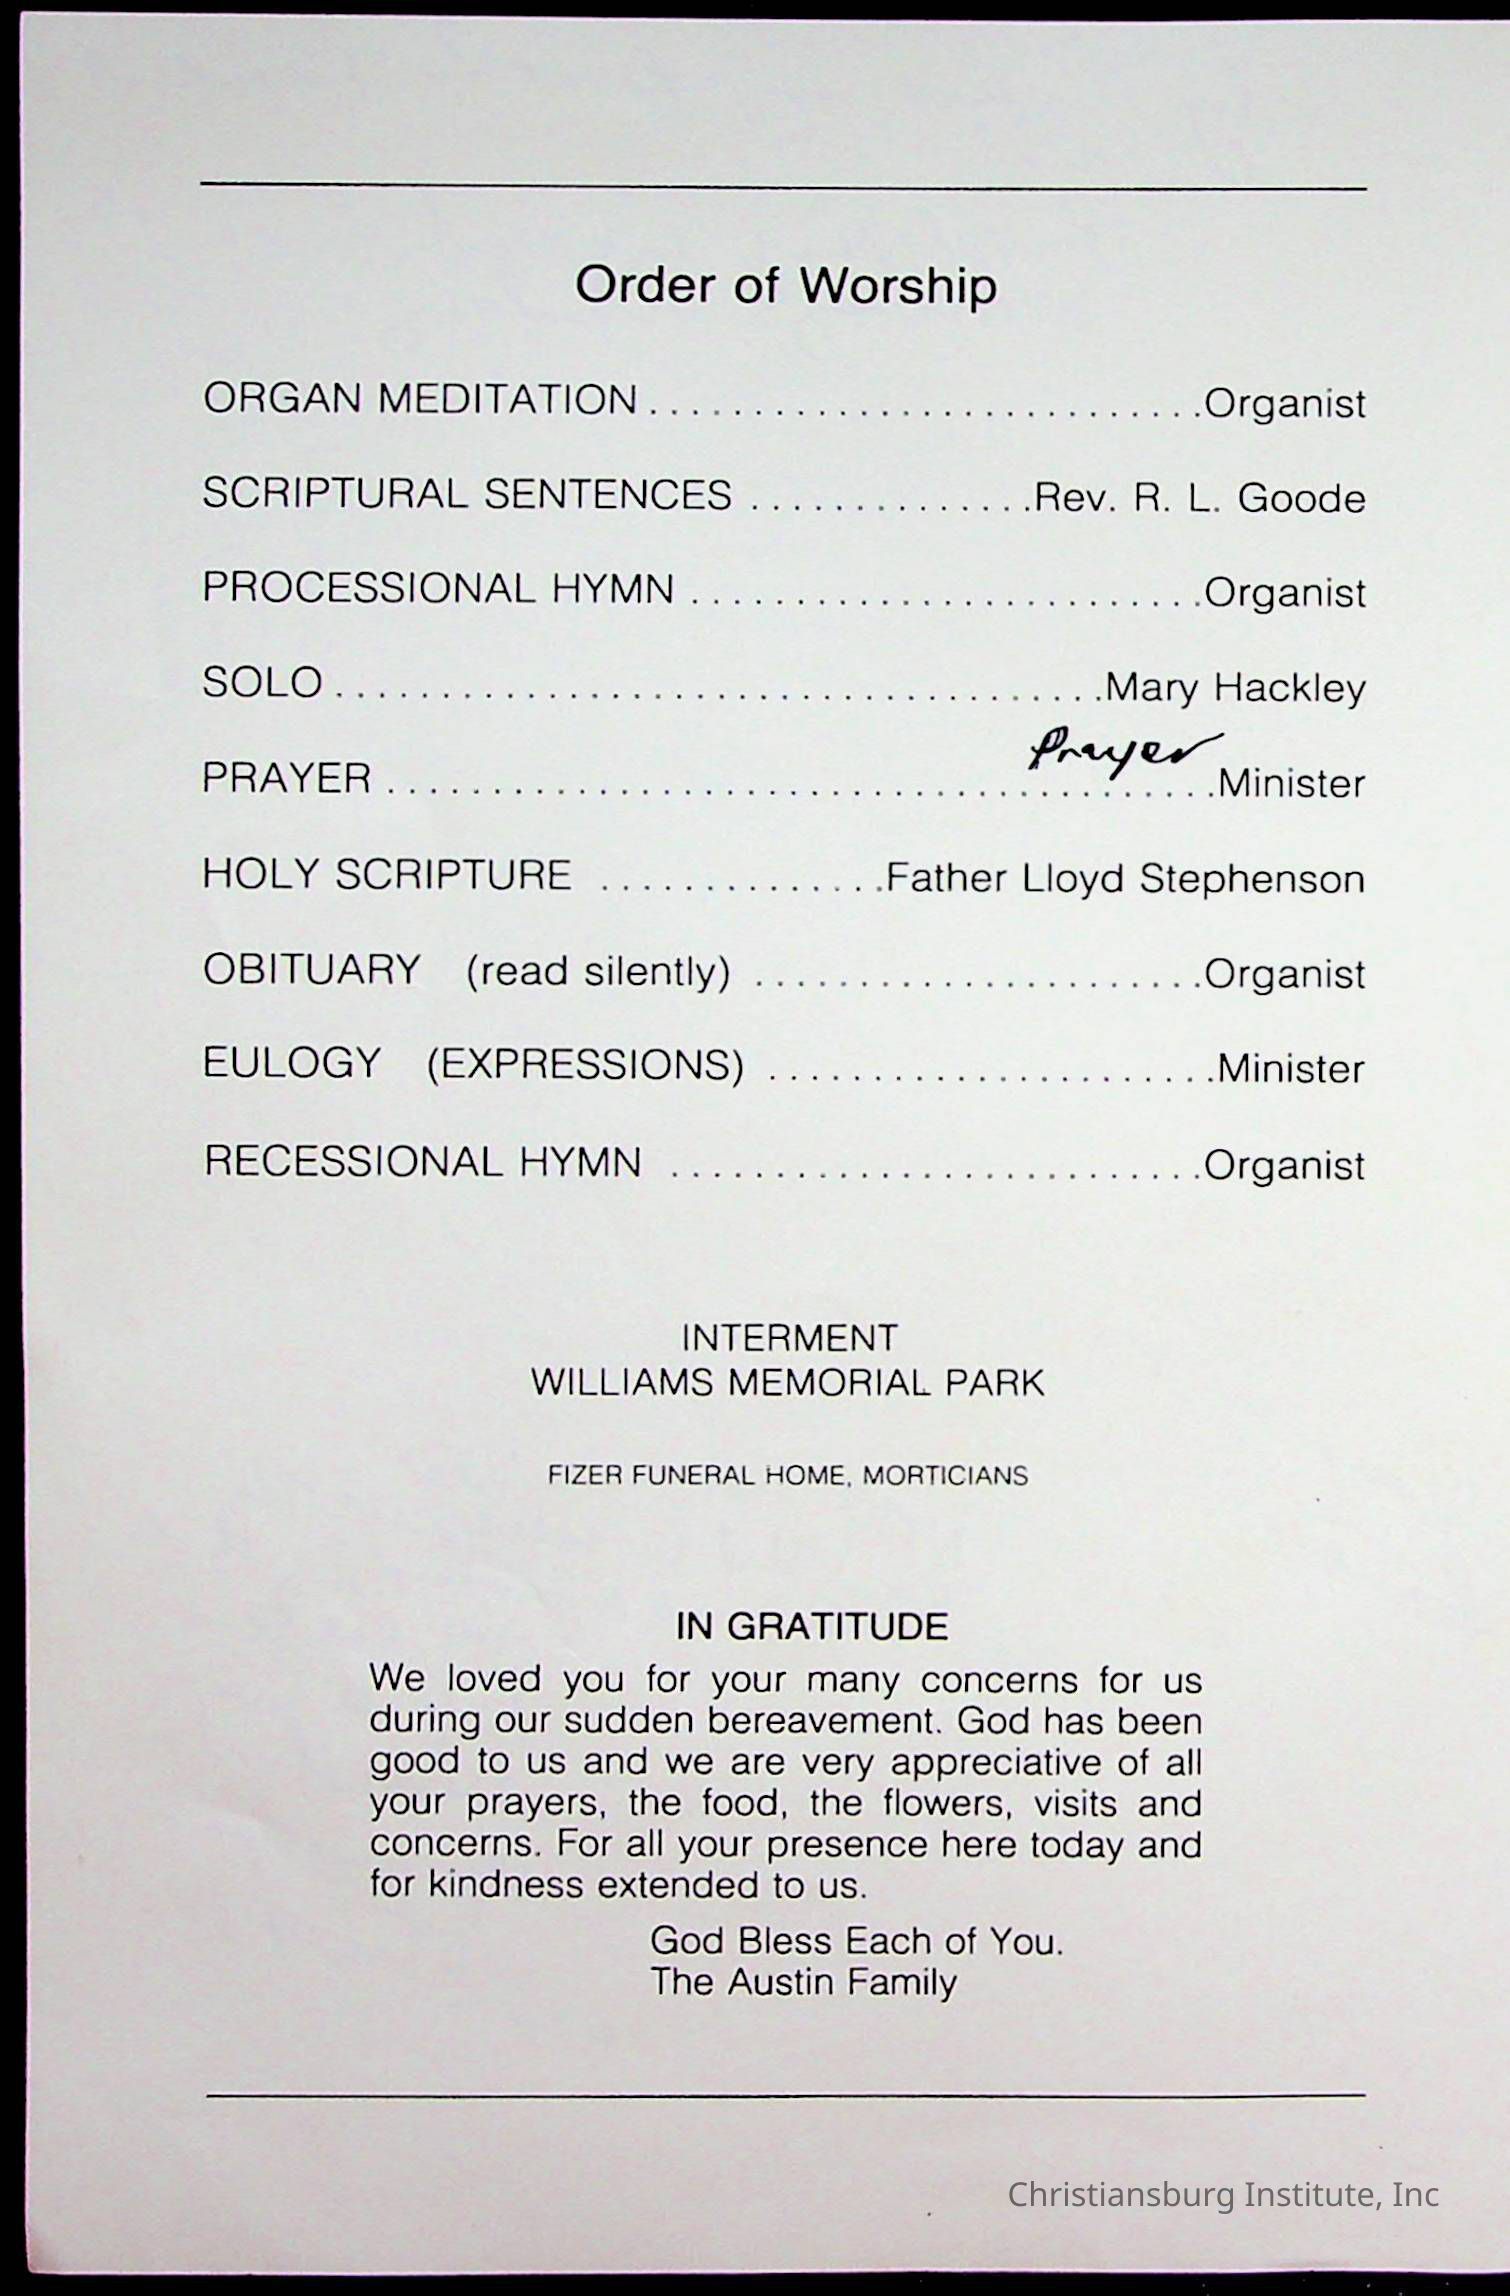 Order of Worship
ORGAN MEDITATION...........................Organist
SCRIPTURAL SENTENCES ..............Rev. R. L. Goode
PROCESSIONAL HYMN.........................Organist
SOLO.....................................Mary Hackley
Prayer
PRAYER........................................Minister
HOLY SCRIPTURE ..............Father Lloyd Stephenson
OBITUARY (read silently) ......................Organist
EULOGY (EXPRESSIONS) ......................Minister
RECESSIONAL HYMN ..........................Organist
INTERMENT
WILLIAMS MEMORIAL PARK
FIZER FUNERAL HOME, MORTICIANS
IN GRATITUDE
We loved you for your many concerns for us
during our sudden bereavement. God has been
good to us and we are very appreciative of all
your prayers, the food, the flowers, visits and
concerns. For all your presence here today and
for kindness extended to us.
God Bless Each of You.
The Austin Family
Christiansburg Institute, Inc